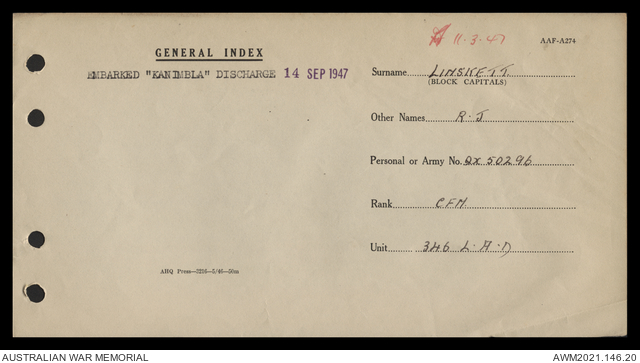 11.3.47
AAF-A274
GENERAL INDEX
EMBARKED "KANIMBLA" DISCHARGE 14 SEP 1947
Surname LINSKETT
(BLOCK CAPITALS)
Other Names R.J
Personal or Army No. QX 50296
Rank CFN
Unit 346 L.A.D
AHQ Press—2216—5/46—50m
AUSTRALIAN WAR MEMORIAL
AWM2021.146.20